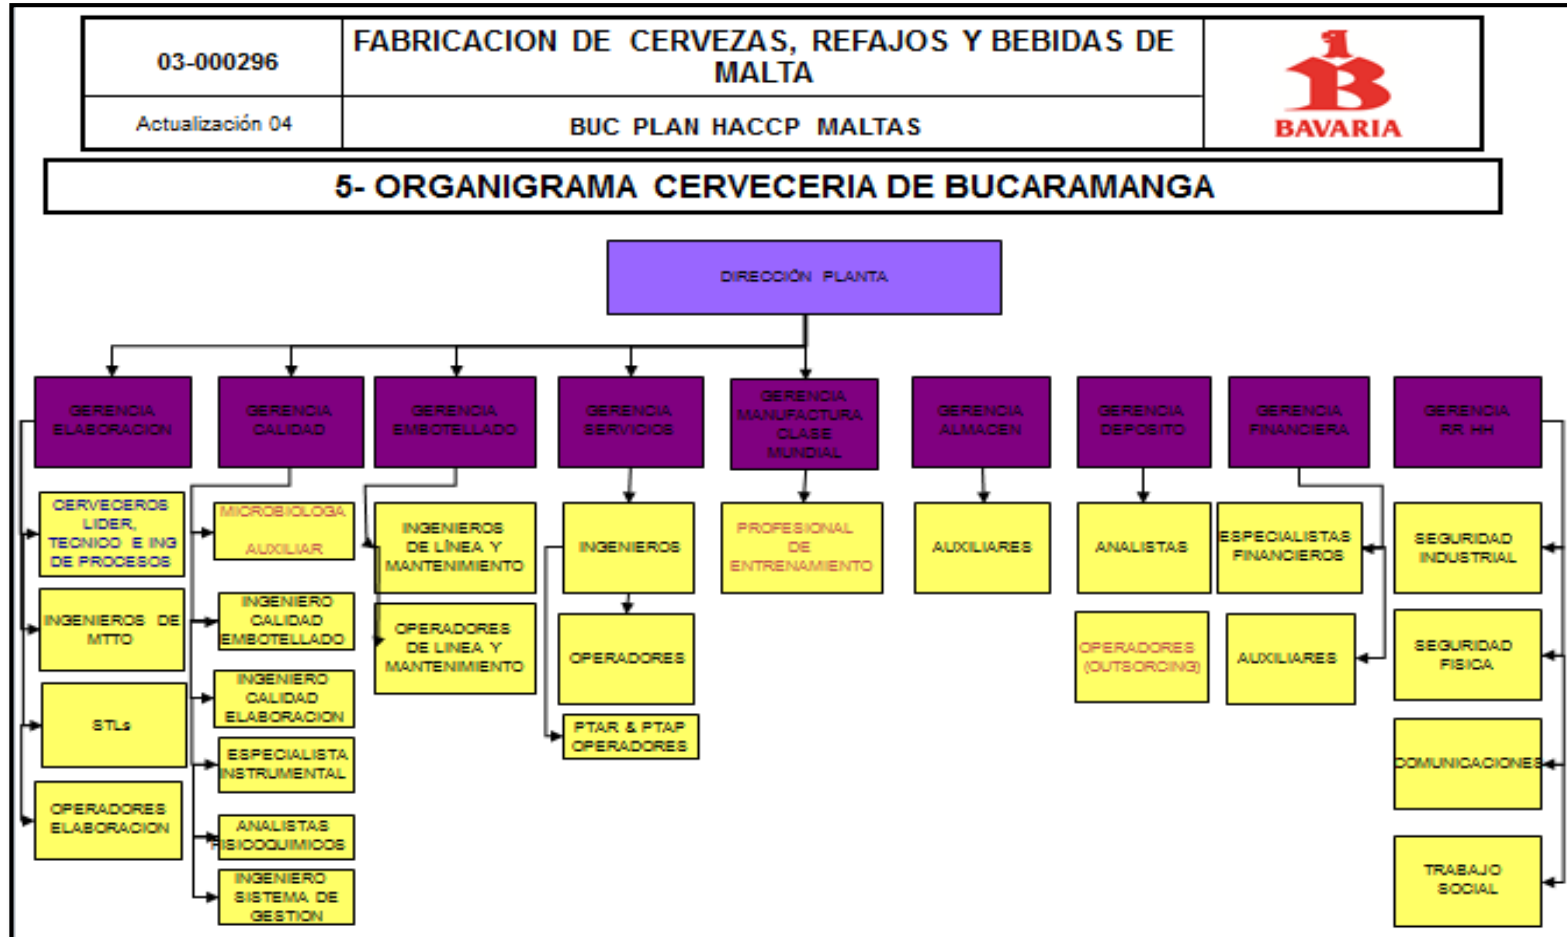 03-000296
FABRICACION DE CERVEZAS, REFAJOS Y BEBIDAS DE
MALTA
Actualización 04
BUC PLAN HACCP MALTAS
BAVARIA
5- ORGANIGRAMA CERVECERIA DE BUCARAMANGA
DIRECCIÓN PLANTA
GERENCIA
ELABORACION
GERENCIA
CALIDAD
GERENCIA
EMBOTELLADO
GERENCIA
SERVICIOS
GERENCIA
MANUFACTURA
CLASE
MUNDIAL
GERENCIA
ALMACEN
GERENCIA
DEPOSITO
GERENCIA
FINANCIERA
GERENCIA
RR HH
CERVECEROS
LIDER,
TECNICO E ING
DE PROCESOS
INGENIEROS DE
MTTO
STLs
OPERADORES
ELABORACION
MICROBIOLOGA
AUXILIAR
INGENIERO
CALIDAD
EMBOTELLADO
INGENIERO
CALIDAD
ELABORACION
ESPECIALISTA
INSTRUMENTAL
ANALISTAS
FISICOQUIMICOS
INGENIERO
SISTEMA DE
GESTION
INGENIEROS
DE LÍNEA Y
MANTENIMIENTO
OPERADORES
DE LINEA Y
MANTENIMIENTO
INGENIEROS
OPERADORES
PTAR & PTAP
OPERADORES
PROFESIONAL
DE
ENTRENAMIENTO
AUXILIARES
ANALISTAS
OPERADORES
(OUTSORCING)
ESPECIALISTAS
FINANCIEROS
AUXILIARES
SEGURIDAD
INDUSTRIAL
SEGURIDAD
FISICA
COMUNICACIONES
TRABAJO
SOCIAL